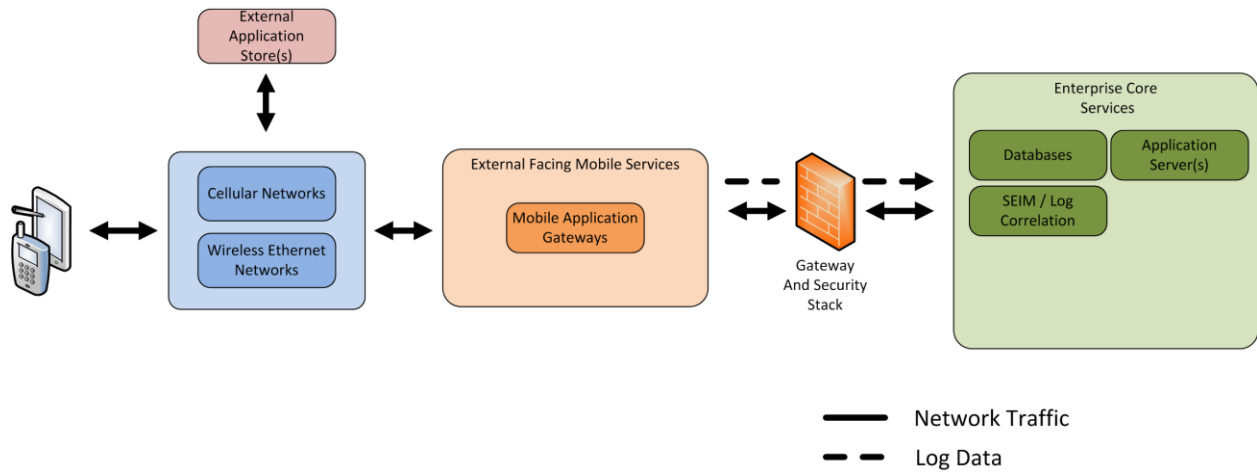 External
Application
Store(s)
Cellular Networks
Wireless Ethernet
Networks
External Facing Mobile Services
Mobile Application
Gateways
Gateway
And Security
Stack
Enterprise Core
Services
Databases
Application
Server(s)
SEIM / Log
Correlation
Network Traffic
Log Data